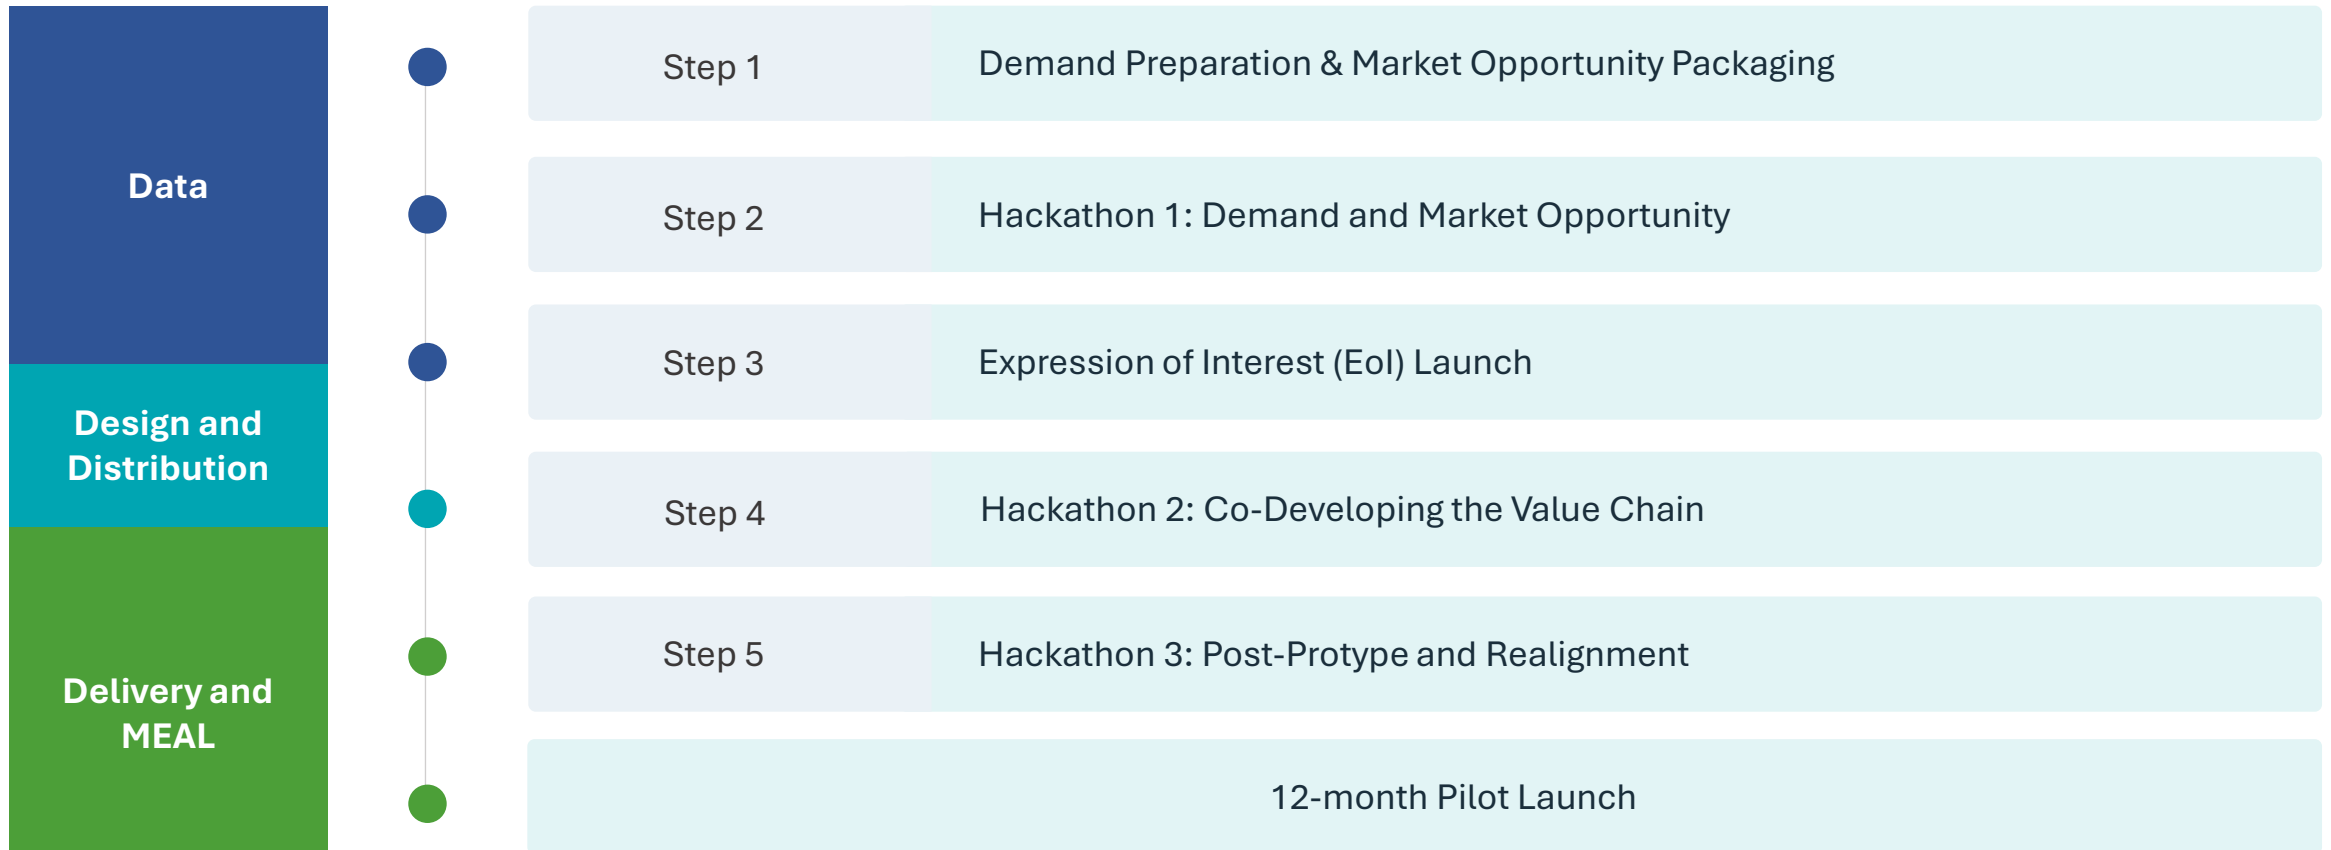 Data
Design and
Distribution
Delivery and
MEAL
Step 1
Demand Preparation & Market Opportunity Packaging
Step 2
Hackathon 1: Demand and Market Opportunity
Step 3
Expression of Interest (EoI) Launch
Step 4
Hackathon 2: Co-Developing the Value Chain
Step 5
Hackathon 3: Post-Protype and Realignment
12-month Pilot Launch